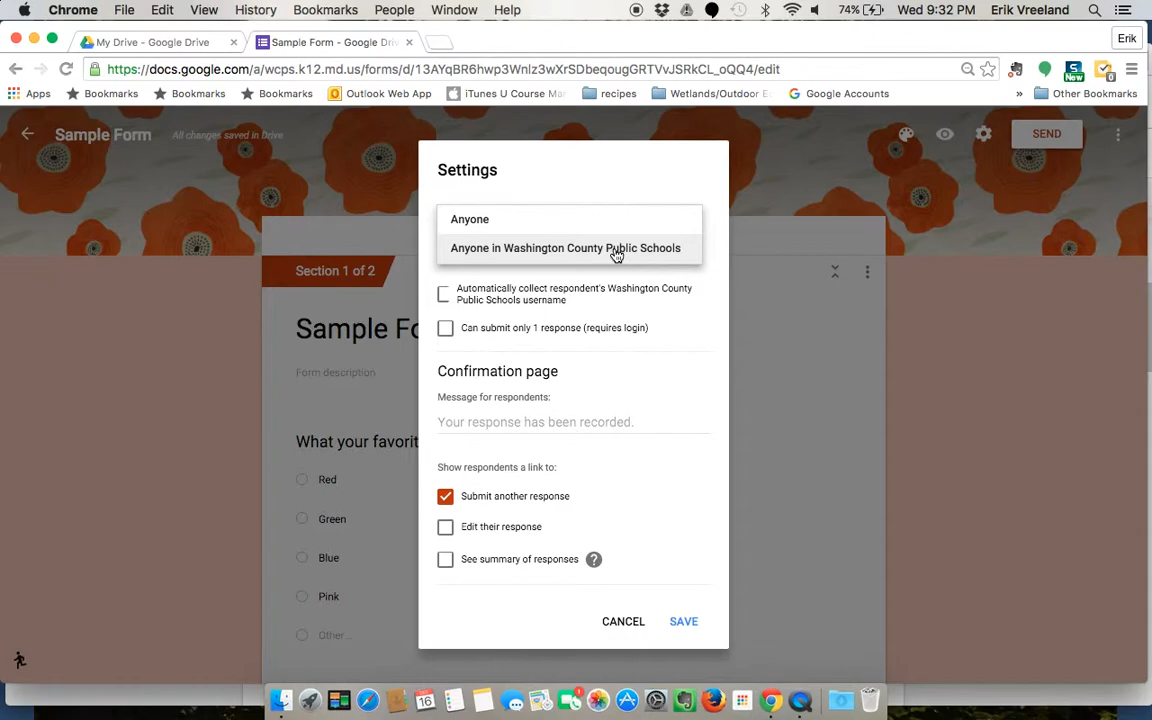 Chrome File Edit View History Bookmarks People Window Help 74% Wed 9:32 PM Erik Vreeland
My Drive - Google Drive Sample Form - Google Driv Erik
https://docs.google.com/a/wcps.k12.md.us/forms/d/13AYqBR6hwp3Wnlz3wXrSDbeqougGRTVvJSRkCL_oQQ4/edit
New 0
Apps Bookmarks Bookmarks Bookmarks Outlook Web App iTunes U Course Ma recipes Wetlands/Outdoor Ed Google Accounts » Other Bookmarks
Sample Form All changes saved in Drive SEND
Settings
Anyone
Anyone in Washington County Public Schools
Section 1 of 2
Automatically collect respondent's Washington County
Public Schools username
Sample Fo
Can submit only 1 response (requires login)
Form description
Confirmation page
Message for respondents:
Your response has been recorded.
What your favorit
Show respondents a link to:
Red
Submit another response
Green
Edit their response
Blue
See summary of responses ?
Pink
CANCEL SAVE
Other...
16 1